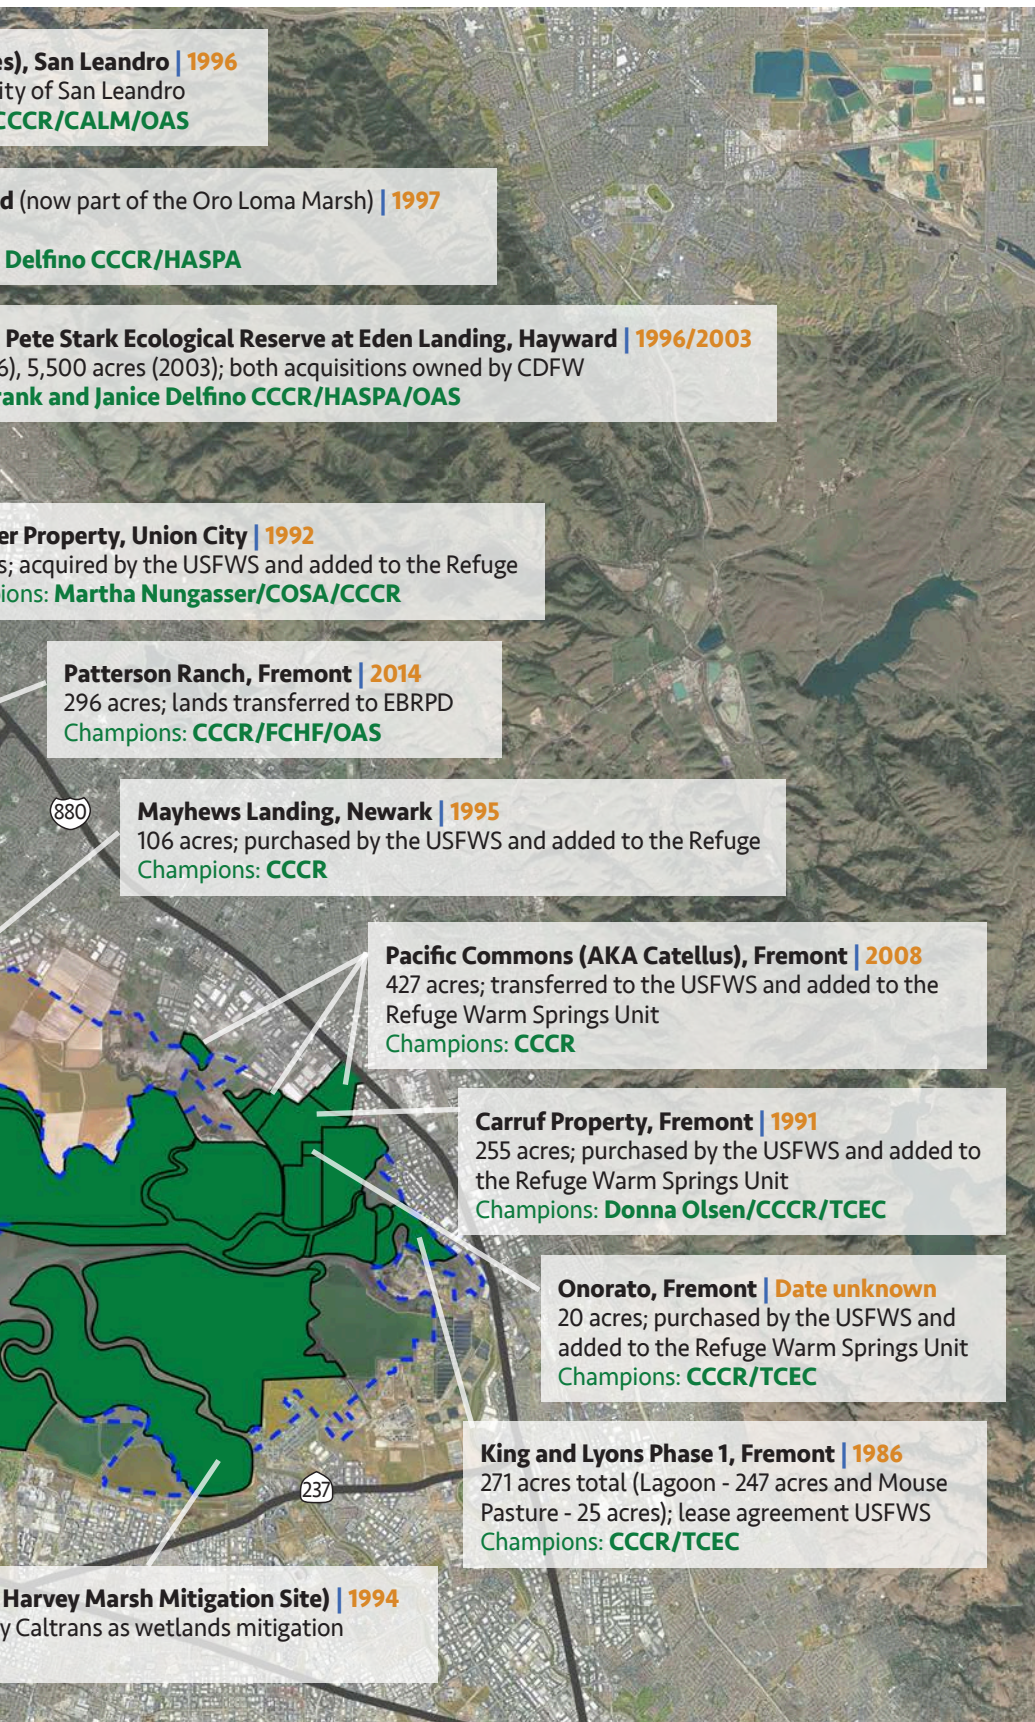 es), San Leandro | 1996
ity of San Leandro
CCCR/CALM/OAS
d (now part of the Oro Loma Marsh) | 1997
Delfino CCCR/HASPA
Pete Stark Ecological Reserve at Eden Landing, Hayward | 1996/2003
6), 5,500 acres (2003); both acquisitions owned by CDFW
rank and Janice Delfino CCCR/HASPA/OAS
er Property, Union City | 1992
s; acquired by the USFWS and added to the Refuge
ions: Martha Nungasser/COSA/CCCR
Patterson Ranch, Fremont | 2014
296 acres; lands transferred to EBRPD
Champions: CCCR/FCHF/OAS
880
Mayhews Landing, Newark | 1995
106 acres; purchased by the USFWS and added to the Refuge
Champions: CCCR
Pacific Commons (AKA Catellus), Fremont | 2008
427 acres; transferred to the USFWS and added to the
Refuge Warm Springs Unit
Champions: CCCR
Carruf Property, Fremont | 1991
255 acres; purchased by the USFWS and added to
the Refuge Warm Springs Unit
Champions: Donna Olsen/CCCR/TCEC
Onorato, Fremont | Date unknown
20 acres; purchased by the USFWS and
added to the Refuge Warm Springs Unit
Champions: CCCR/TCEC
King and Lyons Phase 1, Fremont | 1986
271 acres total (Lagoon - 247 acres and Mouse
Pasture - 25 acres); lease agreement USFWS
Champions: CCCR/TCEC
237
Harvey Marsh Mitigation Site) | 1994
y Caltrans as wetlands mitigation